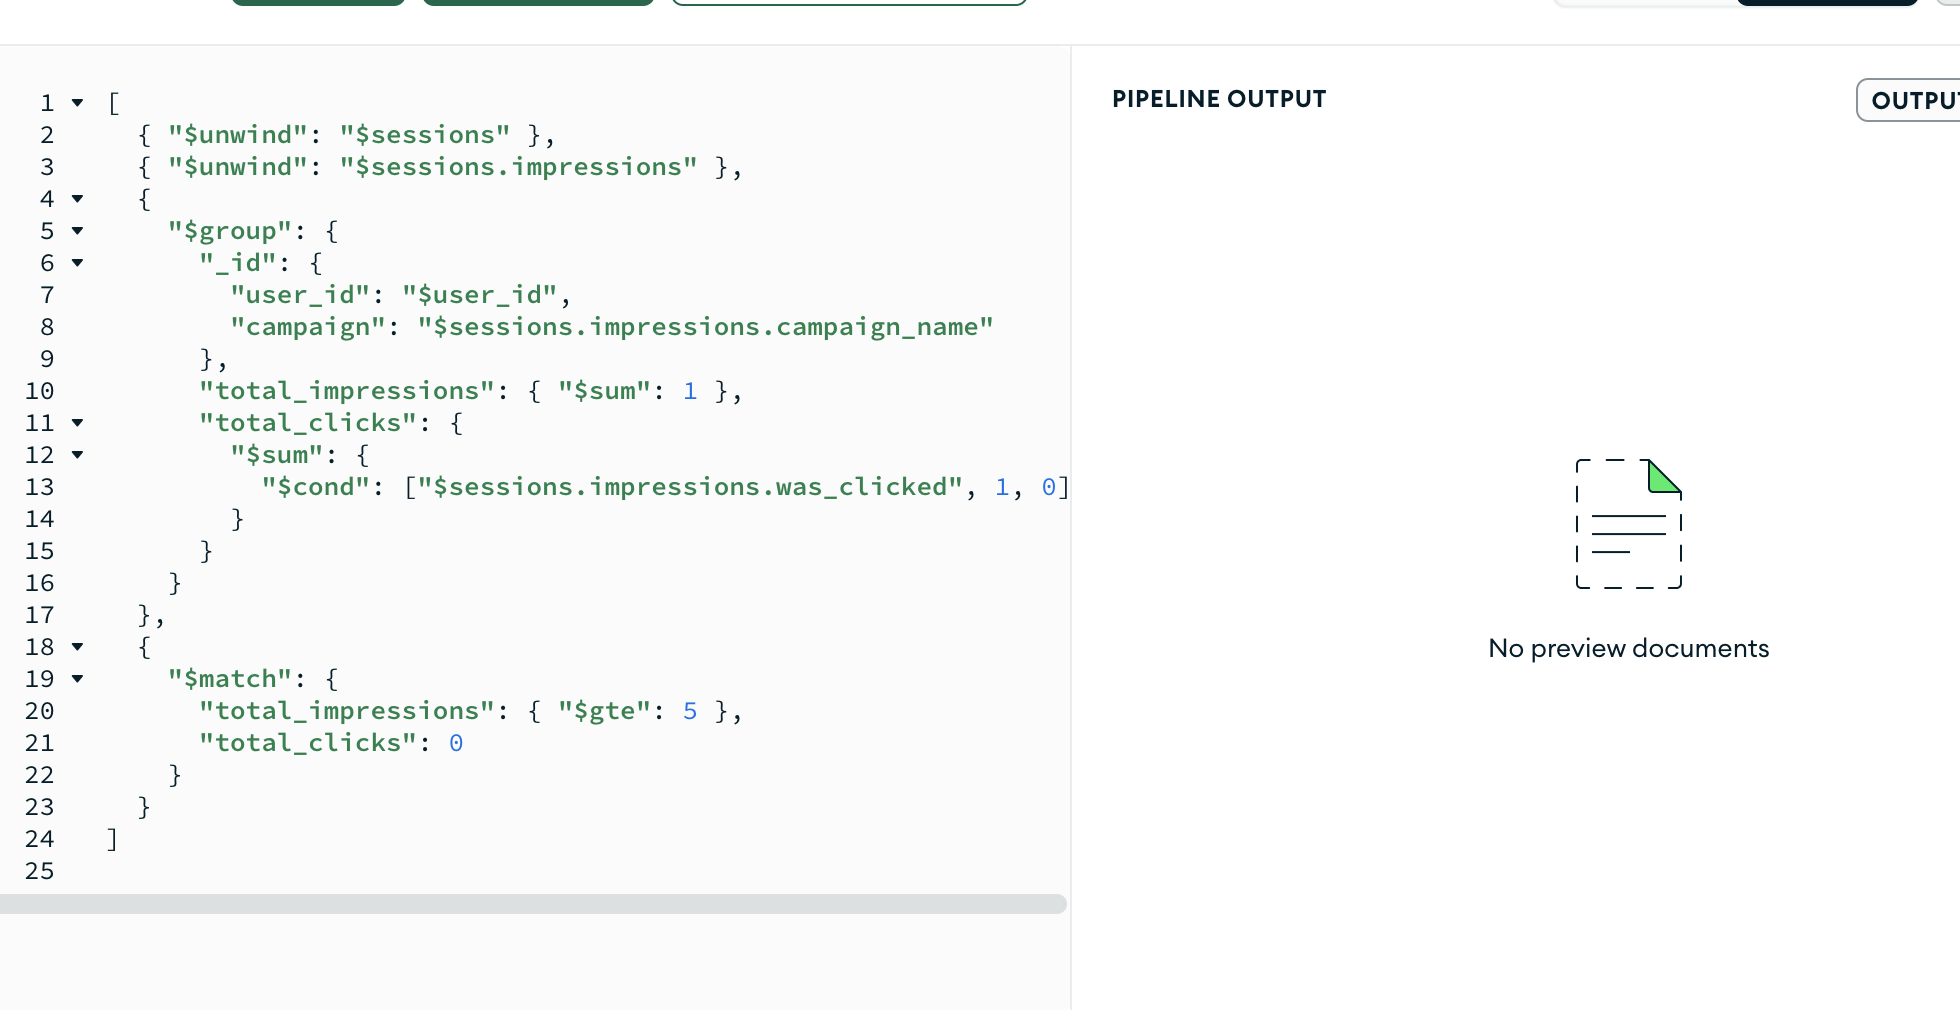 1 [
2   { "$unwind": "$sessions" },
3   { "$unwind": "$sessions.impressions" },
4   {
5     "$group": {
6       "_id": {
7         "user_id": "$user_id",
8         "campaign": "$sessions.impressions.campaign_name"
9       },
10       "total_impressions": { "$sum": 1 },
11       "total_clicks": {
12         "$sum": {
13           "$cond": ["$sessions.impressions.was_clicked", 1, 0]
14         }
15       }
16     }
17   },
18   {
19     "$match": {
20       "total_impressions": { "$gte": 5 },
21       "total_clicks": 0
22     }
23   }
24 ]
25
PIPELINE OUTPUT
OUTPUT
No preview documents